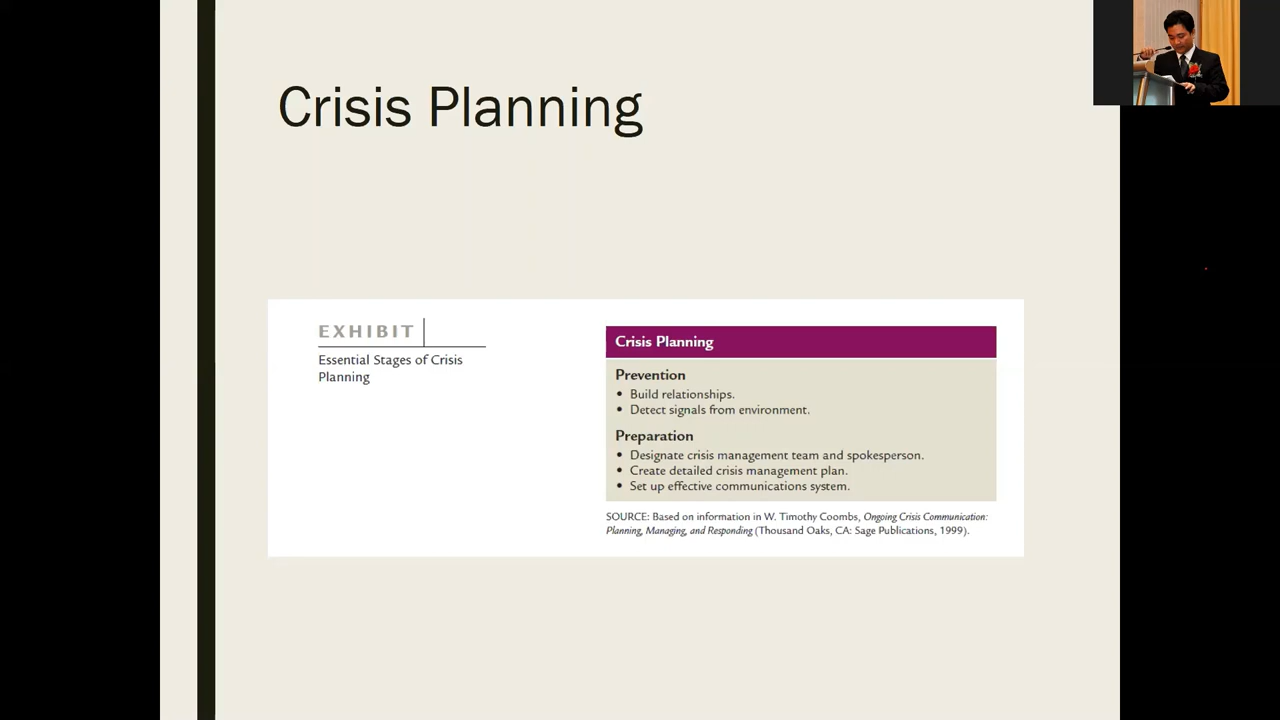 Crisis Planning
EXHIBIT
Essential Stages of Crisis
Planning
Crisis Planning
Prevention
• Build relationships.
• Detect signals from environment.
Preparation
• Designate crisis management team and spokesperson.
• Create detailed crisis management plan.
• Set up effective communications system.
SOURCE: Based on information in W. Timothy Coombs, Ongoing Crisis Communication:
Planning, Managing, and Responding (Thousand Oaks, CA: Sage Publications, 1999).